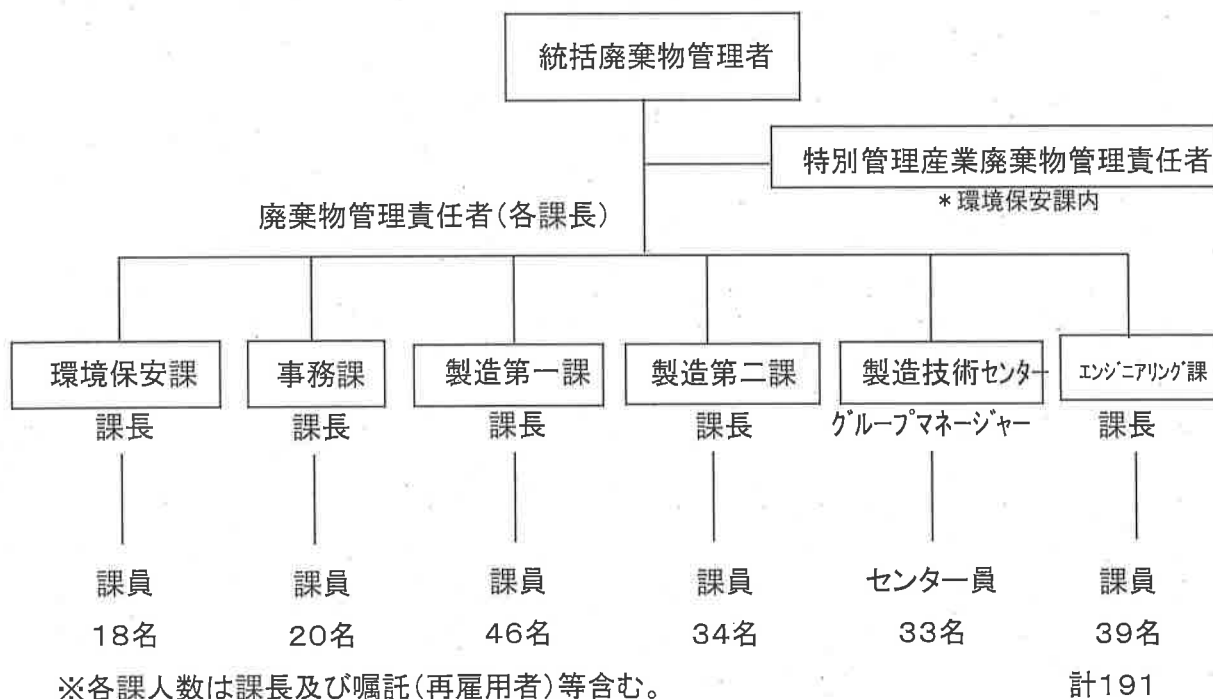 統括廃棄物管理者
特別管理産業廃棄物管理責任者
*環境保安課内
廃棄物管理責任者(各課長)
環境保安課 事務課 製造第一課 製造第二課 製造技術センター エンジニアリング課
課長 課長 課長 課長 グループマネージャー 課長
課員 課員 課員 課員 センター員 課員
18名 20名 46名 34名 33名 39名
※各課人数は課長及び嘱託(再雇用者)等含む。 計191